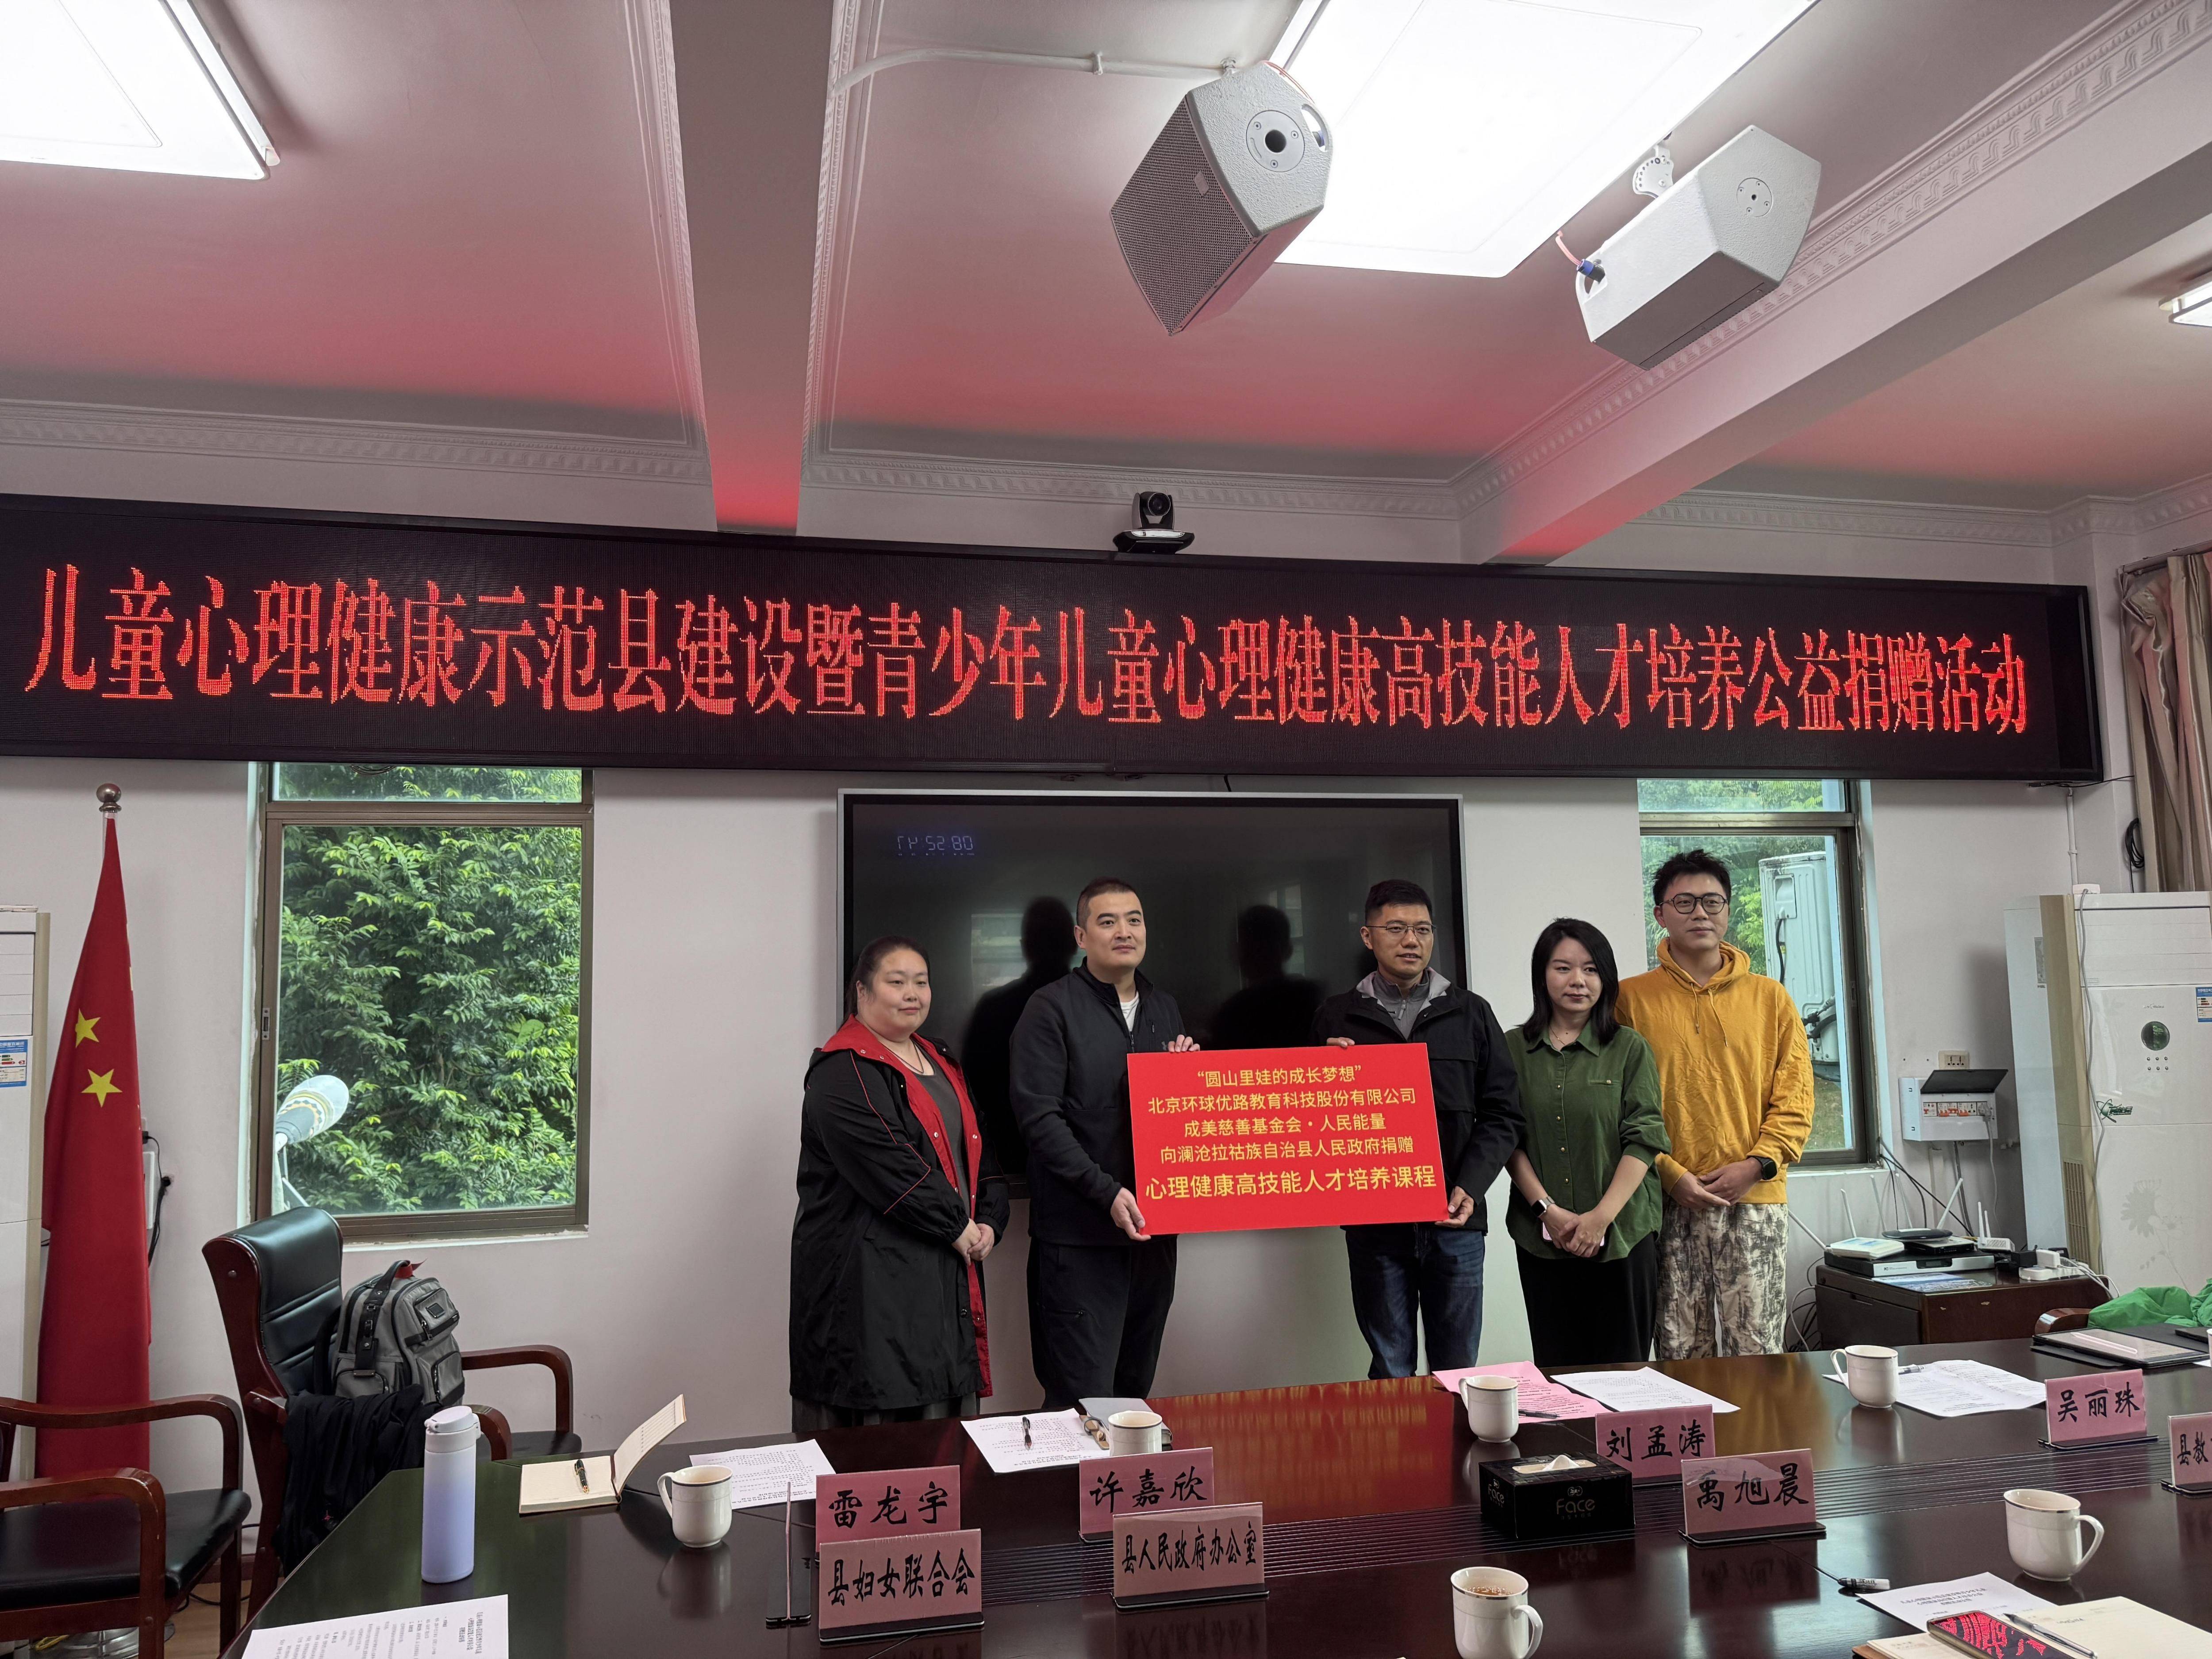 儿童心理健康示范县建设暨青少年儿童心理健康高技能人才培养公益捐赠活动
“圆山里娃的成长梦想”
北京环球优路教育科技股份有限公司
成美慈善基金会·人民能量
向澜沧拉祜族自治县人民政府捐赠
心理健康高技能人才培养课程
吴丽珠
刘孟涛
县教
雷龙宇
许嘉欣
禹旭晨
县妇女联合会
县人民政府办公室
Face